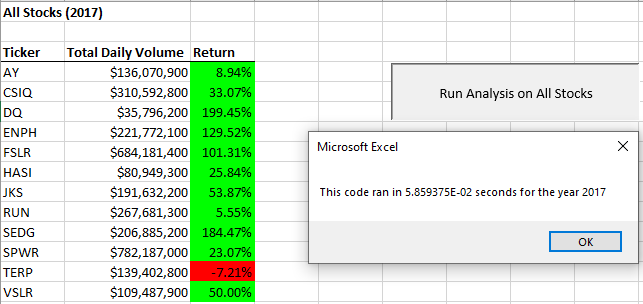 All Stocks (2017)
Ticker Total Daily Volume Return
AY $136,070,900 8.94%
CSIQ $310,592,800 33.07%
DQ $35,796,200 199.45%
ENPH $221,772,100 129.52%
FSLR $684,181,400 101.31%
HASI $80,949,300 25.84%
JKS $191,632,200 53.87%
RUN $267,681,300 5.55%
SEDG $206,885,200 184.47%
SPWR $782,187,000 23.07%
TERP $139,402,800 -7.21%
VSLR $109,487,900 50.00%
Run Analysis on All Stocks
Microsoft Excel
This code ran in 5.859375E-02 seconds for the year 2017
OK